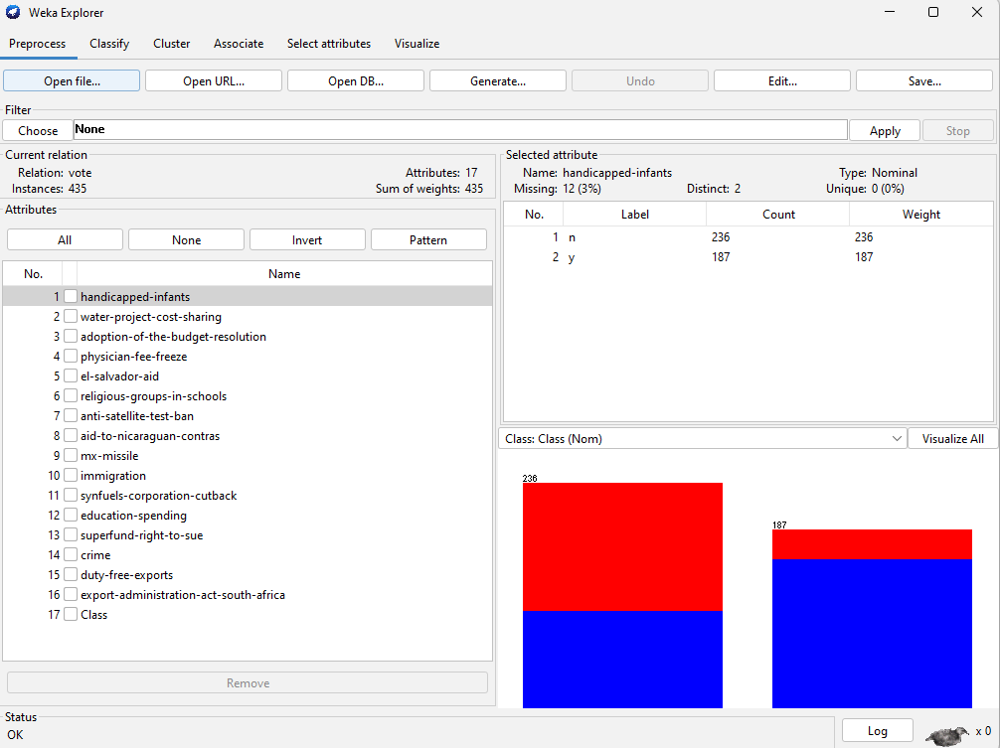 Weka Explorer
Preprocess Classify Cluster Associate Select attributes Visualize
Open file... Open URL... Open DB... Generate... Undo Edit... Save...
Filter
Choose None Apply Stop
Current relation
Relation: vote Attributes: 17
Instances: 435 Sum of weights: 435
Attributes
All None Invert Pattern
No. Name
1 handicapped-infants
2 water-project-cost-sharing
3 adoption-of-the-budget-resolution
4 physician-fee-freeze
5 el-salvador-aid
6 religious-groups-in-schools
7 anti-satellite-test-ban
8 aid-to-nicaraguan-contras
9 mx-missile
10 immigration
11 synfuels-corporation-cutback
12 education-spending
13 superfund-right-to-sue
14 crime
15 duty-free-exports
16 export-administration-act-south-africa
17 Class
Remove
Selected attribute
Name: handicapped-infants Type: Nominal
Missing: 12 (3%) Distinct: 2 Unique: 0 (0%)
No. Label Count Weight
1 n 236 236
2 y 187 187
Class: Class (Nom) Visualize All
236
187
Status
OK
Log x 0